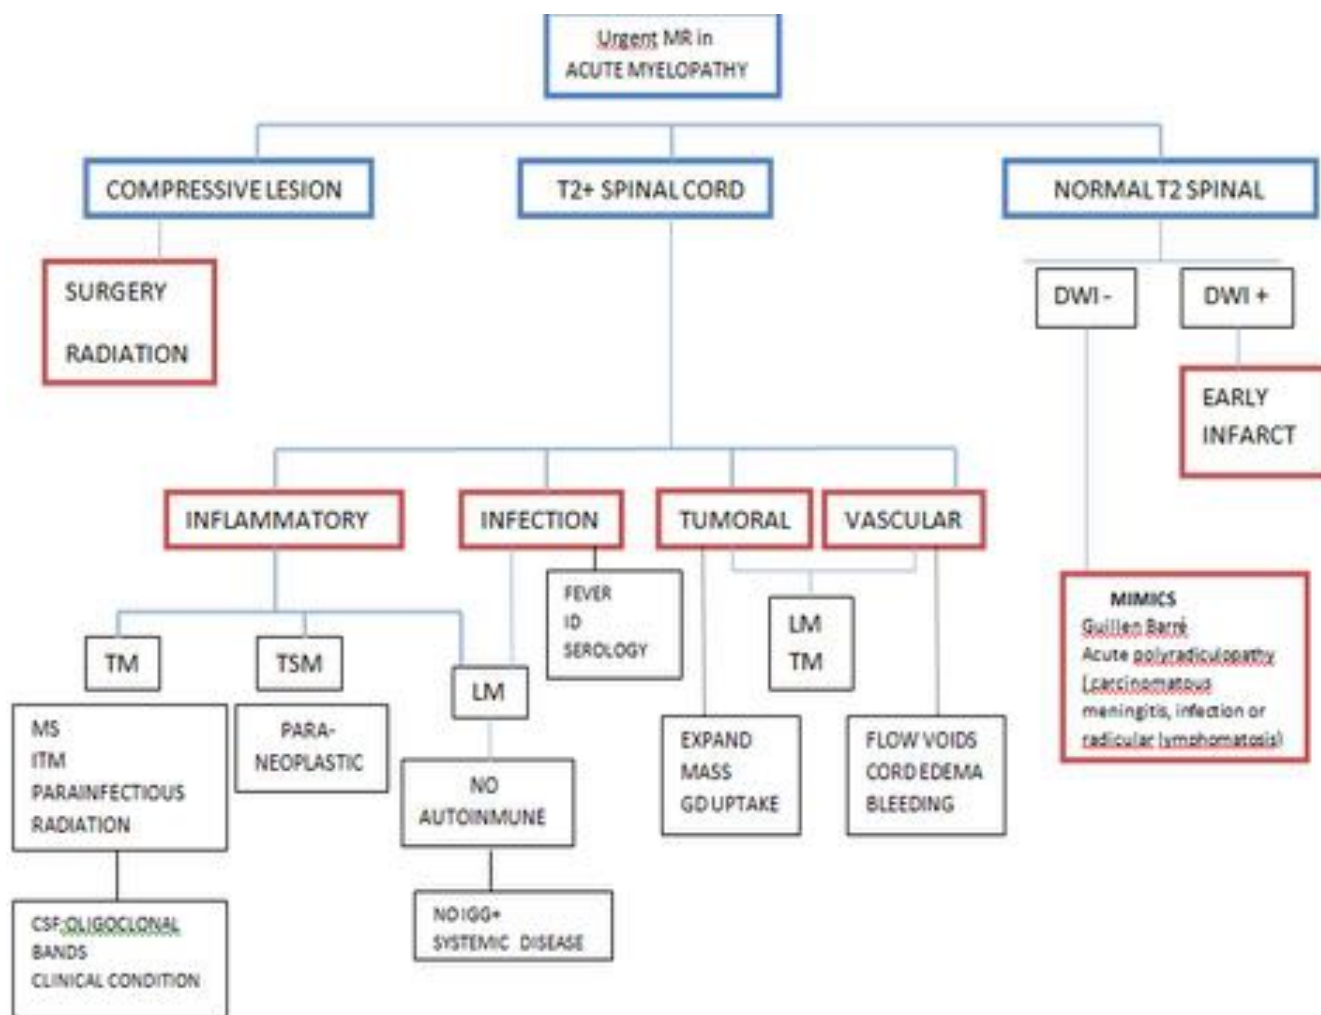 Urgent MR in
ACUTE MYELOPATHY
COMPRESSIVE LESION
T2+ SPINAL CORD
NORMAL T2 SPINAL
SURGERY
RADIATION
DWI -
DWI +
EARLY
INFARCT
INFLAMMATORY
INFECTION
TUMORAL
VASCULAR
FEVER
ID
SEROLOGY
LM
TM
MIMICS
Guillen Barré
Acute polyradiculopathy
(carcinomatous
meningitis, infection or
radicular lymphomatosis)
TM
TSM
LM
MS
ITM
PARAINFECTIOUS
RADIATION
PARA-
NEOPLASTIC
NO
AUTOINMUNE
EXPAND
MASS
GD UPTAKE
FLOW VOIDS
CORD EDEMA
BLEEDING
CSF:OLIGOCLONAL
BANDS
CLINICAL CONDITION
NO IGG+
SYSTEMIC DISEASE